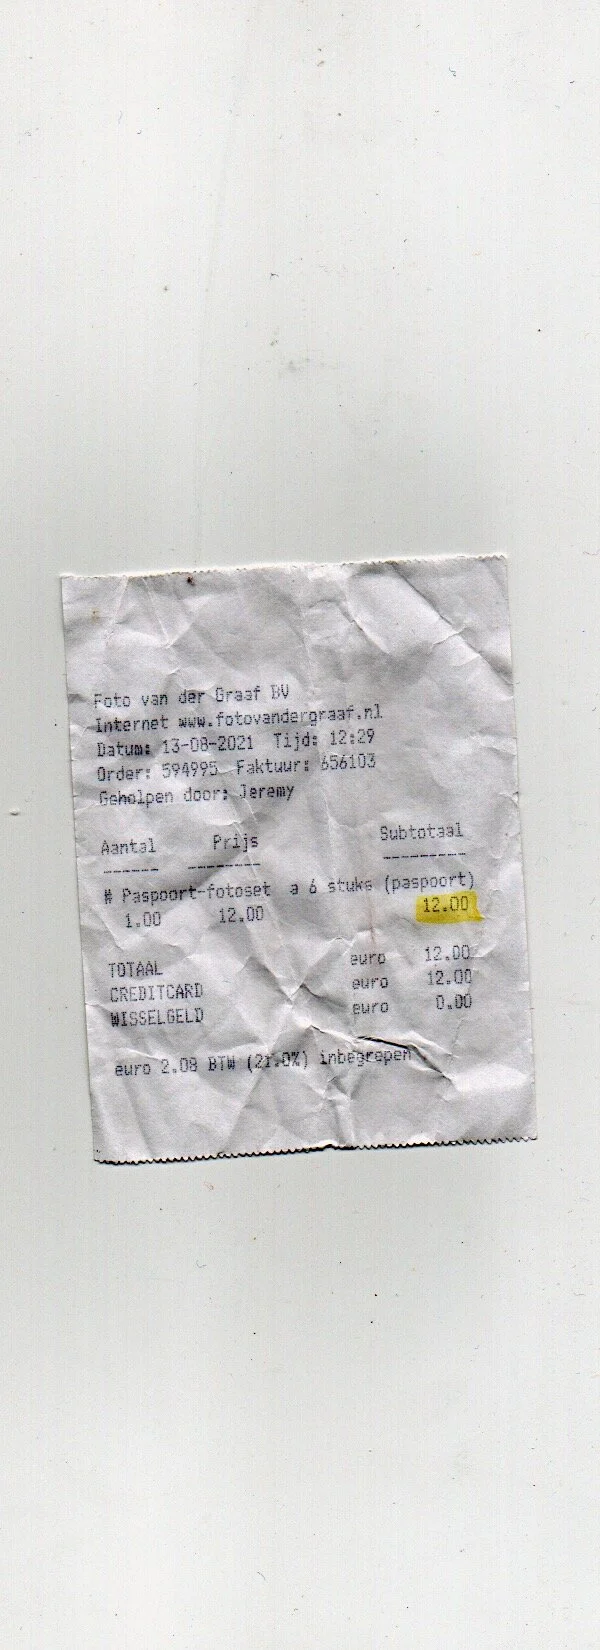 Foto van der Graaf BV
Internet www.fotovandergraaf.nl
Datum: 13-08-2021 Tijd: 12:29
Order: 594995 Faktuur: 656103
Geholpen door: Jeremy
Aantal Prijs Subtotaal
------ -------- ---------
# Paspoort-fotoset a 6 stuks (paspoort)
1.00 12.00 12.00
TOTAAL euro 12.00
CREDITCARD euro 12.00
WISSELGELD euro 0.00
euro 2.08 BTW (21.0%) inbegrepen